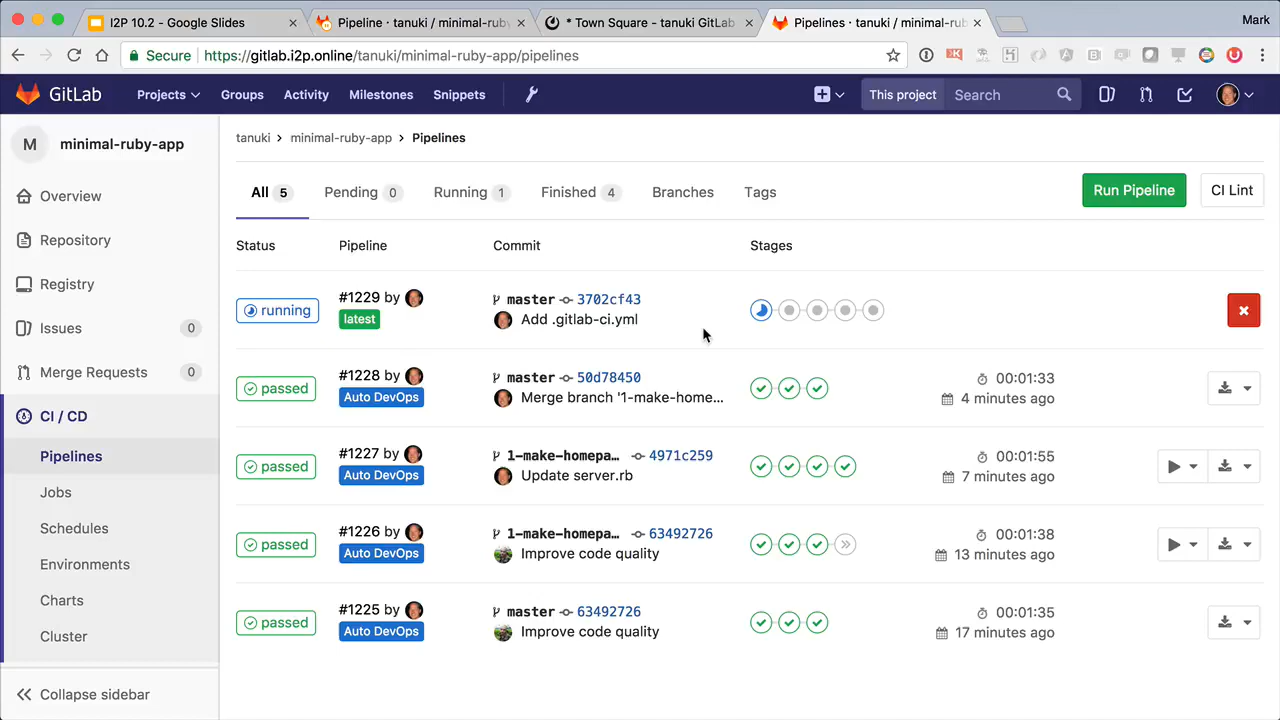 I2P 10.2 - Google Slides
Pipeline · tanuki / minimal-ruby
* Town Square - tanuki GitLab
Pipelines · tanuki / minimal-ru
Mark
Secure https://gitlab.i2p.online/tanuki/minimal-ruby-app/pipelines
GitLab Projects Groups Activity Milestones Snippets This project Search
M minimal-ruby-app
Overview
Repository
Registry
Issues 0
Merge Requests 0
CI / CD
Pipelines
Jobs
Schedules
Environments
Charts
Cluster
Collapse sidebar
tanuki › minimal-ruby-app › Pipelines
All 5 Pending 0 Running 1 Finished 4 Branches Tags Run Pipeline CI Lint
Status Pipeline Commit Stages
running #1229 by master 3702cf43
latest Add .gitlab-ci.yml
passed #1228 by master 50d78450 00:01:33
Auto DevOps Merge branch '1-make-home... 4 minutes ago
passed #1227 by 1-make-homepa... 4971c259 00:01:55
Auto DevOps Update server.rb 7 minutes ago
passed #1226 by 1-make-homepa... 63492726 00:01:38
Auto DevOps Improve code quality 13 minutes ago
passed #1225 by master 63492726 00:01:35
Auto DevOps Improve code quality 17 minutes ago